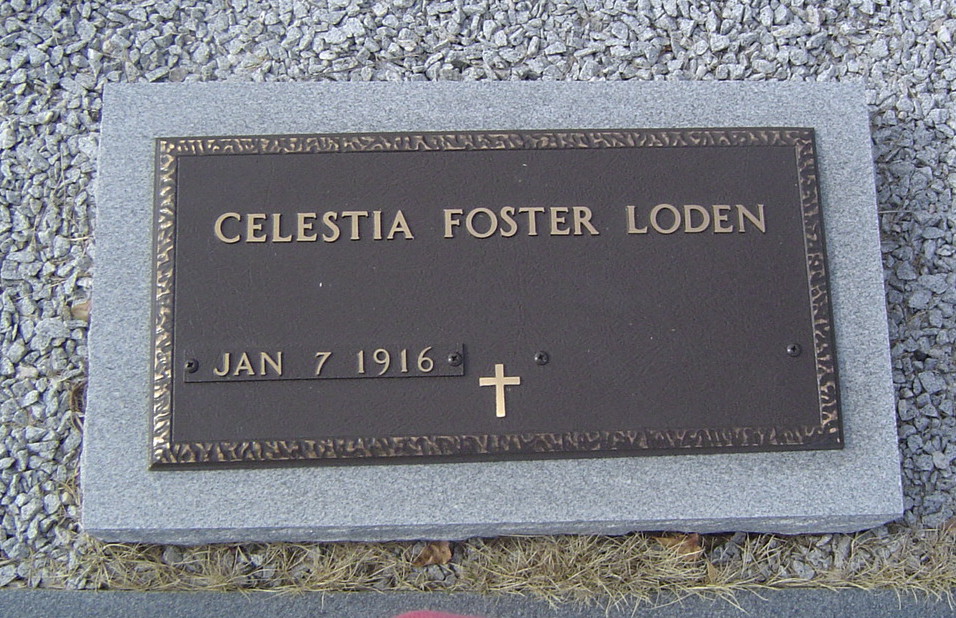 CELESTIA FOSTER LODEN
JAN 7 1916